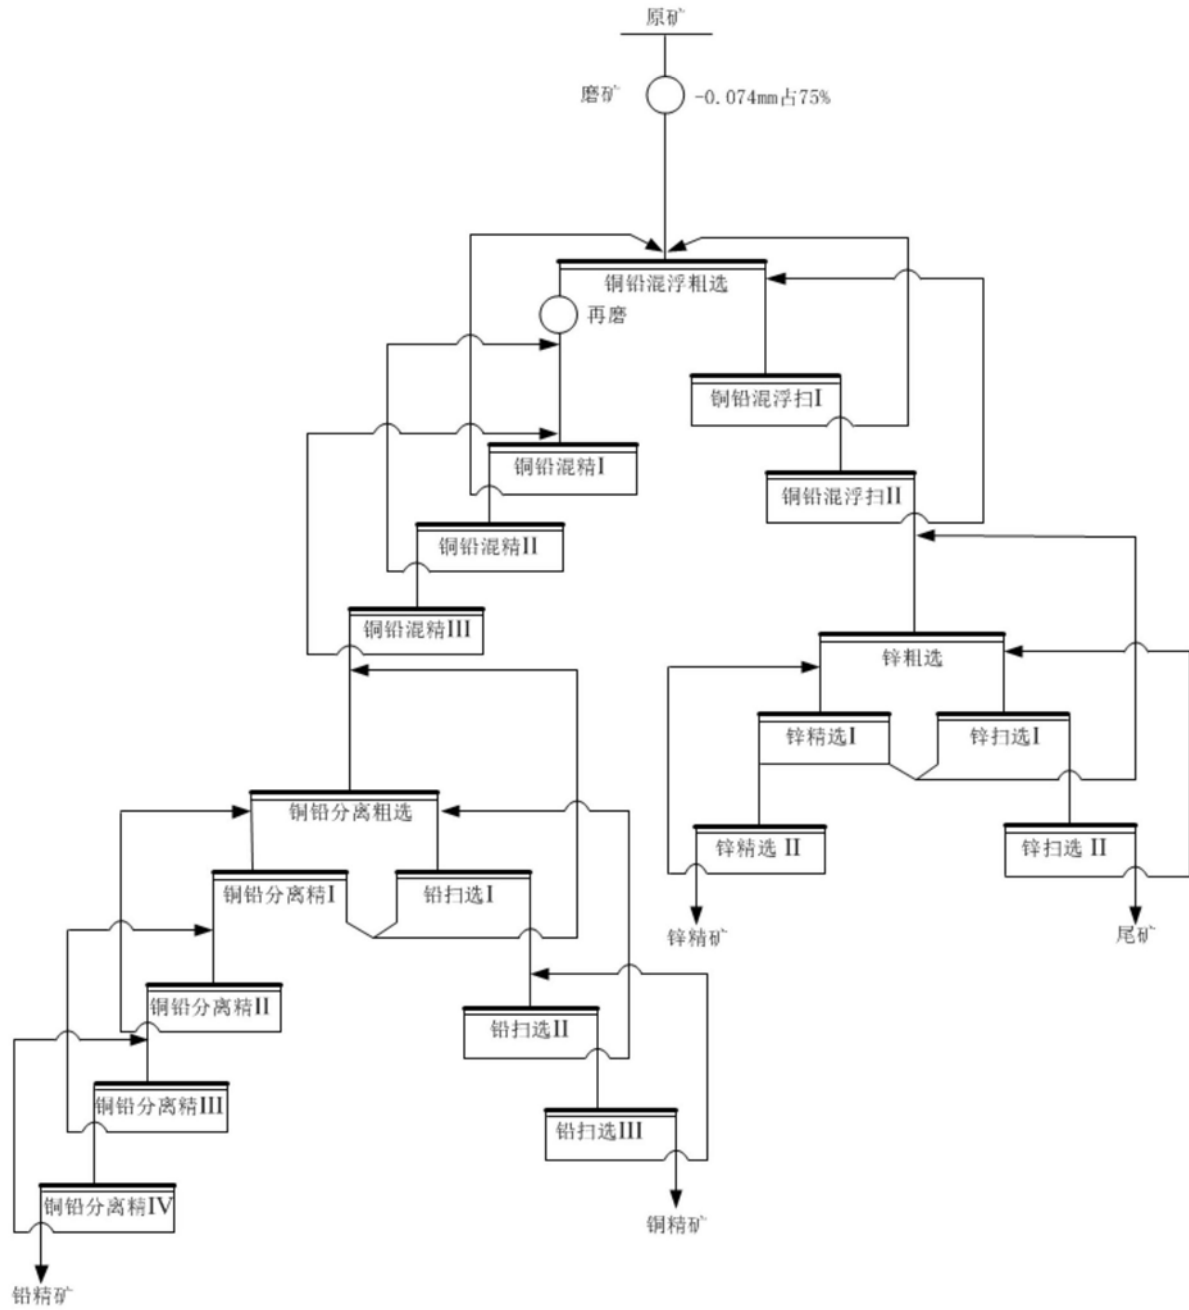 原矿
磨矿
-0.074mm占75%
铜铅混浮粗选
再磨
铜铅混浮扫I
铜铅混精I
铜铅混浮扫II
铜铅混精II
铜铅混精III
锌粗选
锌精选I
锌扫选I
铜铅分离粗选
锌精选 II
锌扫选 II
铜铅分离精I
铅扫选I
锌精矿
尾矿
铜铅分离精II
铅扫选II
铜铅分离精III
铅扫选III
铜铅分离精IV
铜精矿
铅精矿